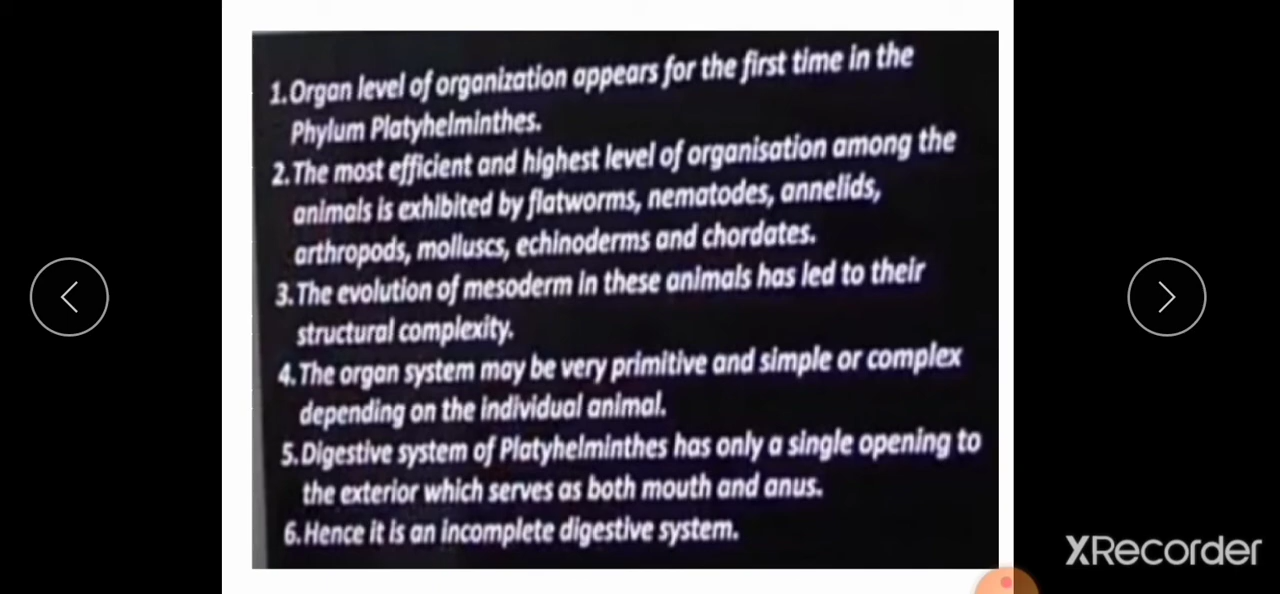 1. Organ level of organization appears for the first time in the
Phylum Platyhelminthes.
2. The most efficient and highest level of organisation among the
animals is exhibited by flatworms, nematodes, annelids,
arthropods, molluscs, echinoderms and chordates.
3. The evolution of mesoderm in these animals has led to their
structural complexity.
4. The organ system may be very primitive and simple or complex
depending on the individual animal.
5. Digestive system of Platyhelminthes has only a single opening to
the exterior which serves as both mouth and anus.
6. Hence it is an incomplete digestive system.
XRecorder